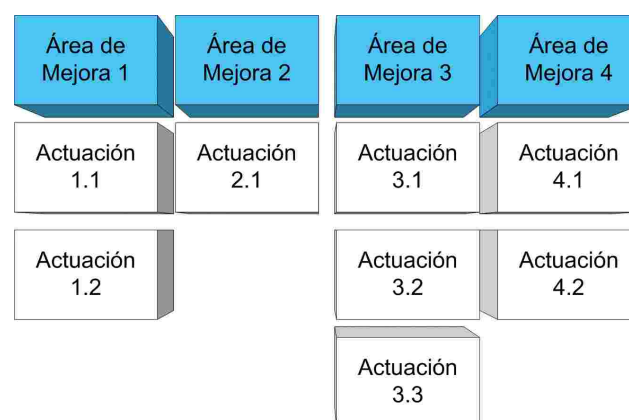 Área de
Mejora 1
Área de
Mejora 2
Área de
Mejora 3
Área de
Mejora 4
Actuación
1.1
Actuación
2.1
Actuación
3.1
Actuación
4.1
Actuación
1.2
Actuación
3.2
Actuación
4.2
Actuación
3.3